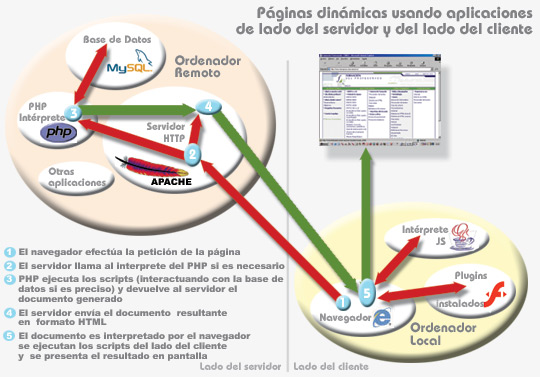 Páginas dinámicas usando aplicaciones
de lado del servidor y del lado del cliente
Base de Datos
MySQL
Ordenador
Remoto
PHP
Intérprete
3
php
4
Servidor
HTTP
2
Otras
aplicaciones
APACHE
Intérprete
JS
Plugins
Instalados
1
5
Navegador
Ordenador
Local
1 El navegador efectúa la petición de la página
2 El servidor llama al interprete del PHP si es necesario
3 PHP ejecuta los scripts (interactuando con la base de
datos si es preciso) y devuelve al servidor el
documento generado
4 El servidor envía el documento resultante
en formato HTML
5 El documento es interpretado por el navegador
se ejecutan los scripts del lado del cliente
y se presenta el resultado en pantalla
Lado del servidor
Lado del cliente